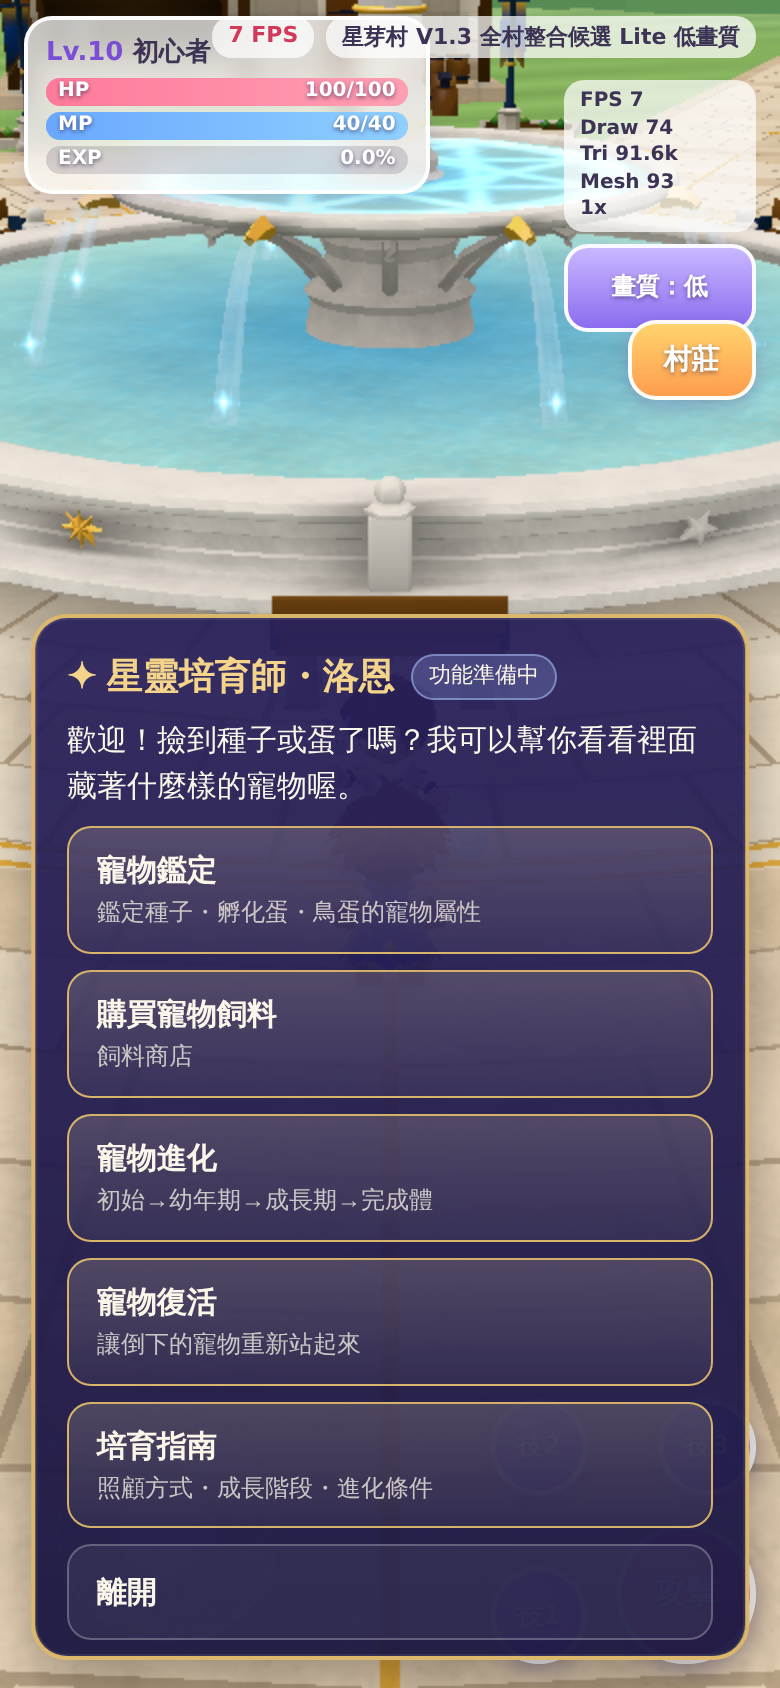 Lv.10 初心者
7 FPS
星芽村 V1.3 全村整合候選 Lite 低畫質
HP 100/100
MP 40/40
EXP 0.0%
FPS 7
Draw 74
Tri 91.6k
Mesh 93
1x
畫質：低
村莊
✦ 星靈培育師・洛恩 功能準備中
歡迎！撿到種子或蛋了嗎？我可以幫你看看裡面
藏著什麼樣的寵物喔。
寵物鑑定
鑑定種子・孵化蛋・鳥蛋的寵物屬性
購買寵物飼料
飼料商店
寵物進化
初始→幼年期→成長期→完成體
寵物復活
讓倒下的寵物重新站起來
培育指南
照顧方式・成長階段・進化條件
技2
技3
離開
技1
攻擊